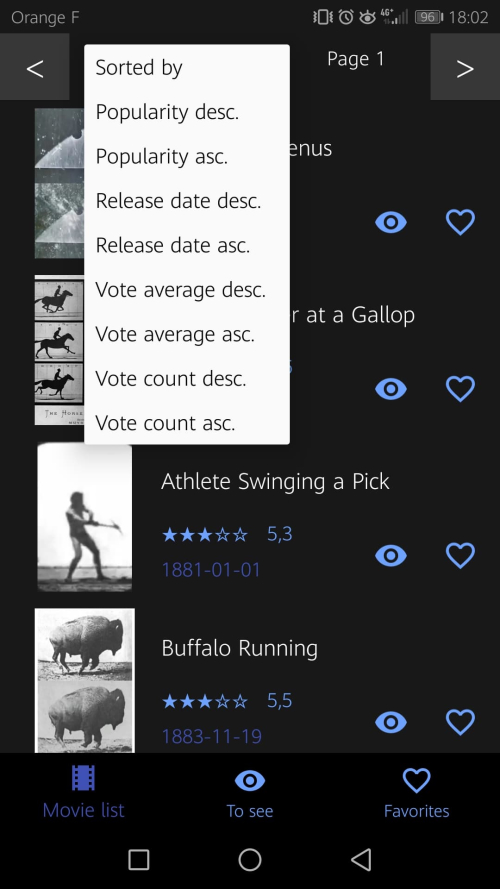 Orange F
4G+
96
18:02
<
Sorted by
Page 1
>
Popularity desc.
enus
Popularity asc.
Release date desc.
Release date asc.
Vote average desc.
r at a Gallop
Vote average asc.
Vote count desc.
Vote count asc.
The Horse
Athlete Swinging a Pick
5,3
1881-01-01
Buffalo Running
5,5
1883-11-19
Movie list
To see
Favorites